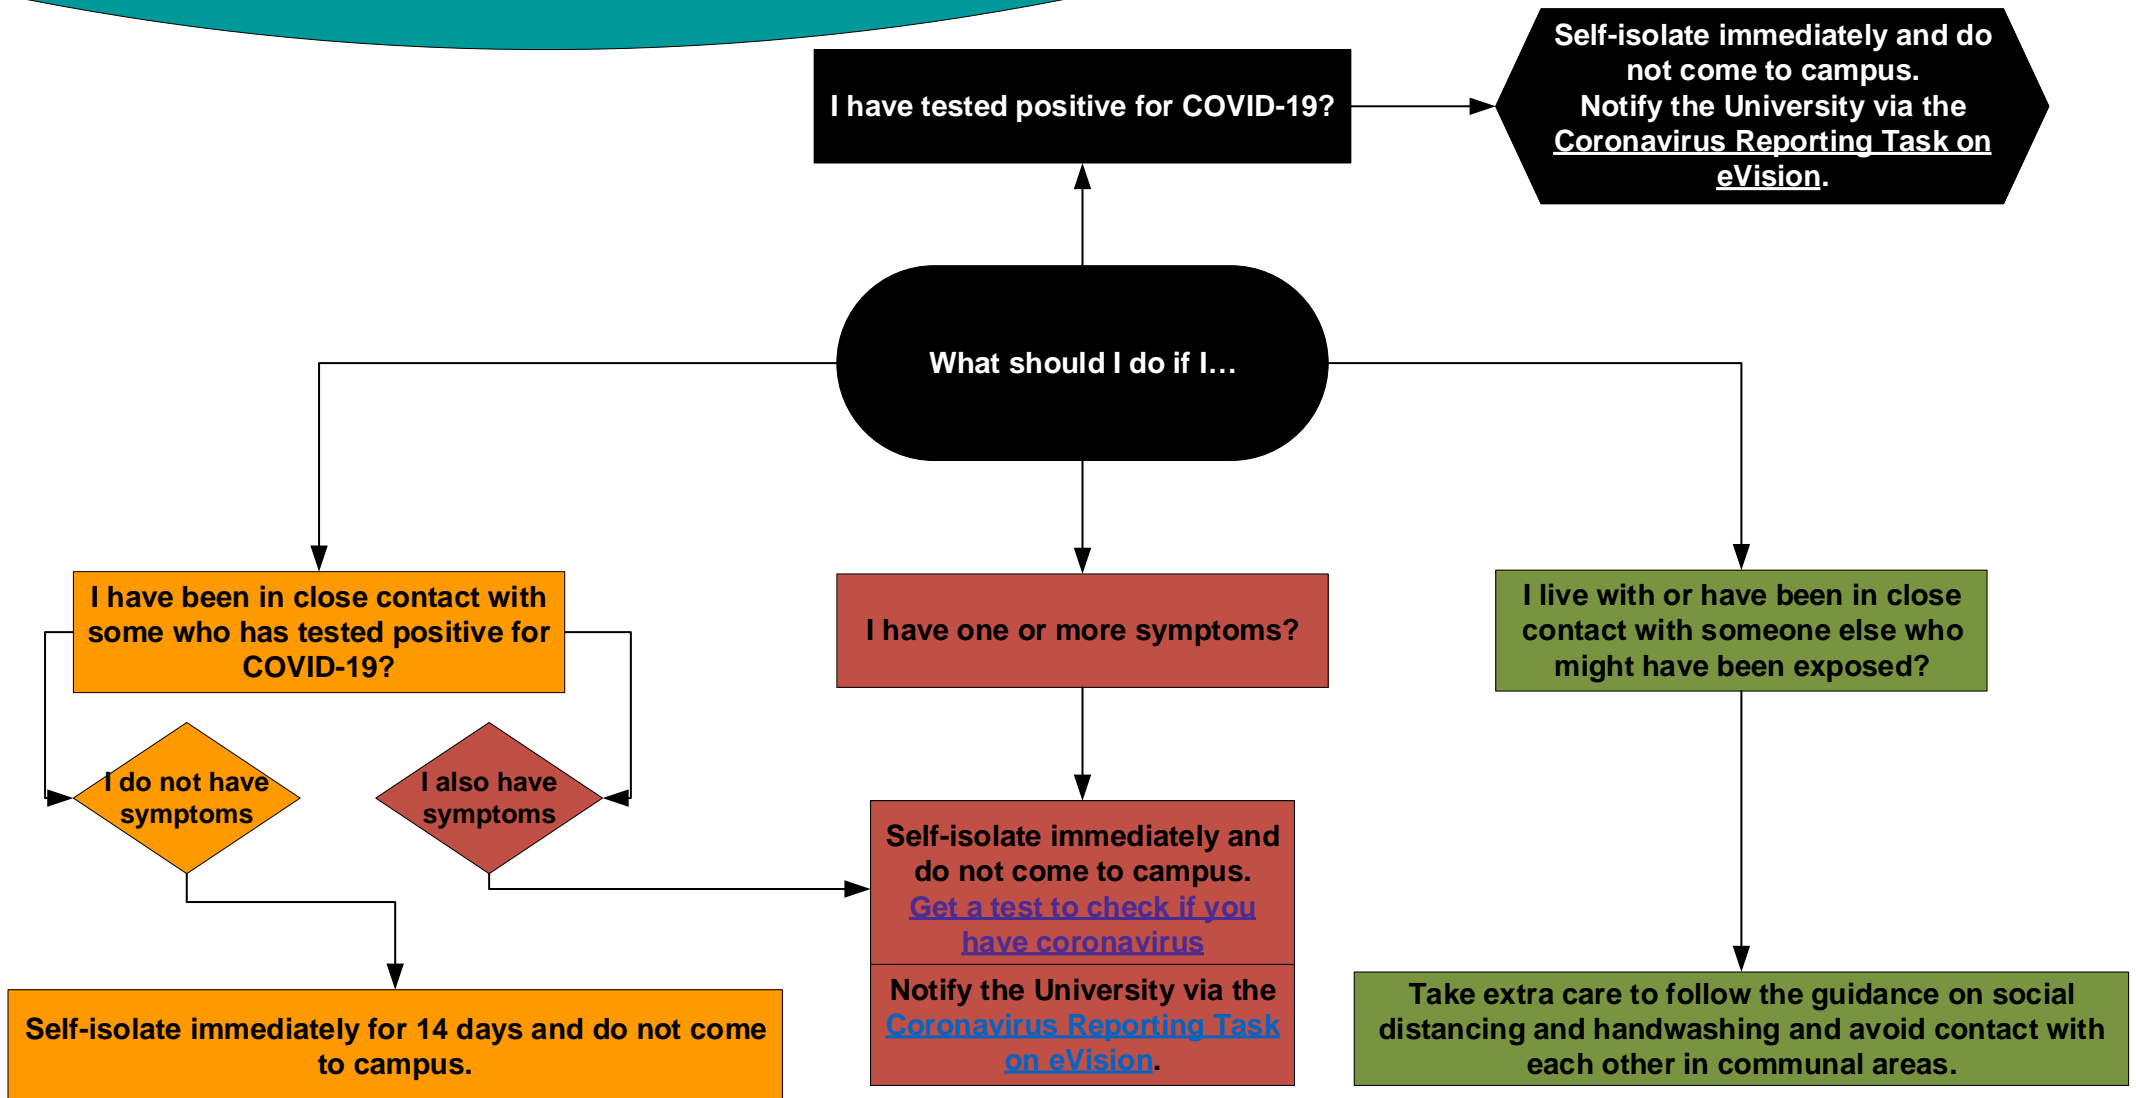 I have tested positive for COVID-19?
Self-isolate immediately and do
not come to campus.
Notify the University via the
Coronavirus Reporting Task on
eVision.
What should I do if I…
I have been in close contact with
some who has tested positive for
COVID-19?
I have one or more symptoms?
I live with or have been in close
contact with someone else who
might have been exposed?
I do not have
symptoms
I also have
symptoms
Self-isolate immediately and
do not come to campus.
Get a test to check if you
have coronavirus
Notify the University via the
Coronavirus Reporting Task
on eVision.
Self-isolate immediately for 14 days and do not come
to campus.
Take extra care to follow the guidance on social
distancing and handwashing and avoid contact with
each other in communal areas.